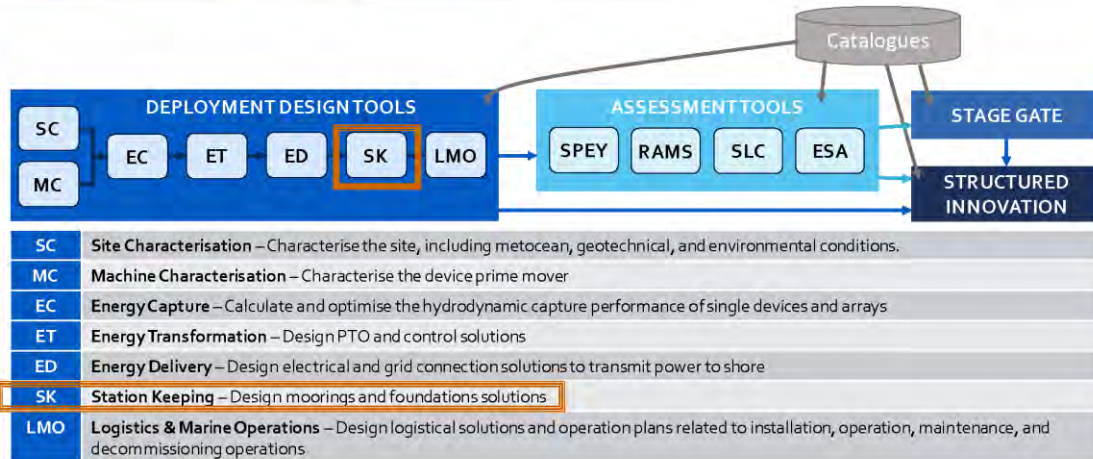 Catalogues
DEPLOYMENT DESIGN TOOLS
SC
MC
EC
ET
ED
SK
LMO
ASSESSMENT TOOLS
SPEY
RAMS
SLC
ESA
STAGE GATE
STRUCTURED
INNOVATION
SC Site Characterisation – Characterise the site, including metocean, geotechnical, and environmental conditions.
MC Machine Characterisation – Characterise the device prime mover
EC Energy Capture – Calculate and optimise the hydrodynamic capture performance of single devices and arrays
ET Energy Transformation – Design PTO and control solutions
ED Energy Delivery – Design electrical and grid connection solutions to transmit power to shore
SK Station Keeping – Design moorings and foundations solutions
LMO Logistics & Marine Operations – Design logistical solutions and operation plans related to installation, operation, maintenance, and
decommissioning operations